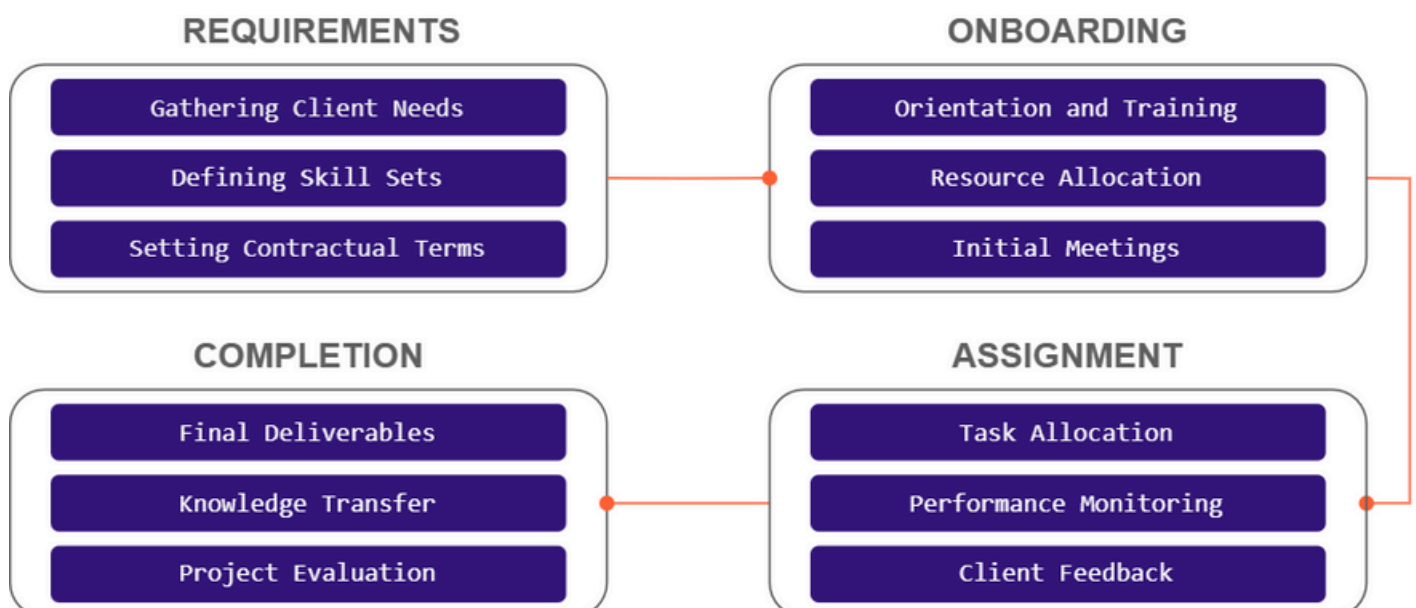 REQUIREMENTS
Gathering Client Needs
Defining Skill Sets
Setting Contractual Terms
ONBOARDING
Orientation and Training
Resource Allocation
Initial Meetings
ASSIGNMENT
Task Allocation
Performance Monitoring
Client Feedback
COMPLETION
Final Deliverables
Knowledge Transfer
Project Evaluation